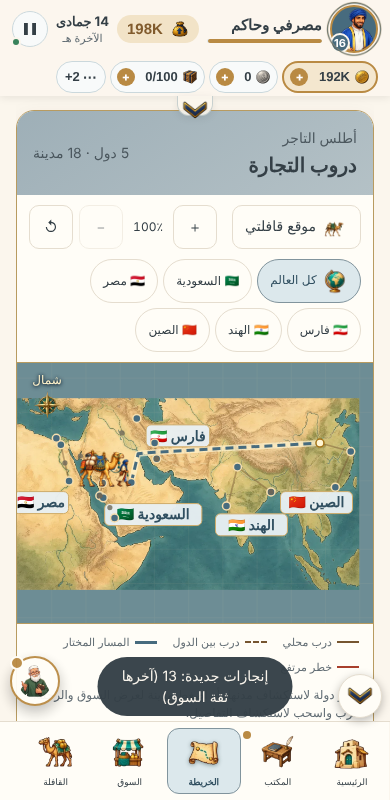 مصرفي وحاكم
16
198K
14 جمادى
الآخرة هـ
192K +
0 +
0/100 +
+2 ⋯
أطلس التاجر
دروب التجارة
5 دول · 18 مدينة
موقع قافلتي
+
100٪
−
كل العالم
السعودية
مصر
فارس
الهند
الصين
شمال
فارس
مصر
السعودية
الصين
الهند
درب محلي
درب بين الدول
المسار المختار
خطر مرتفع
إنجازات جديدة: 13 (آخرها
ثقة السوق)
الرئيسية
المكتب
الخريطة
السوق
القافلة